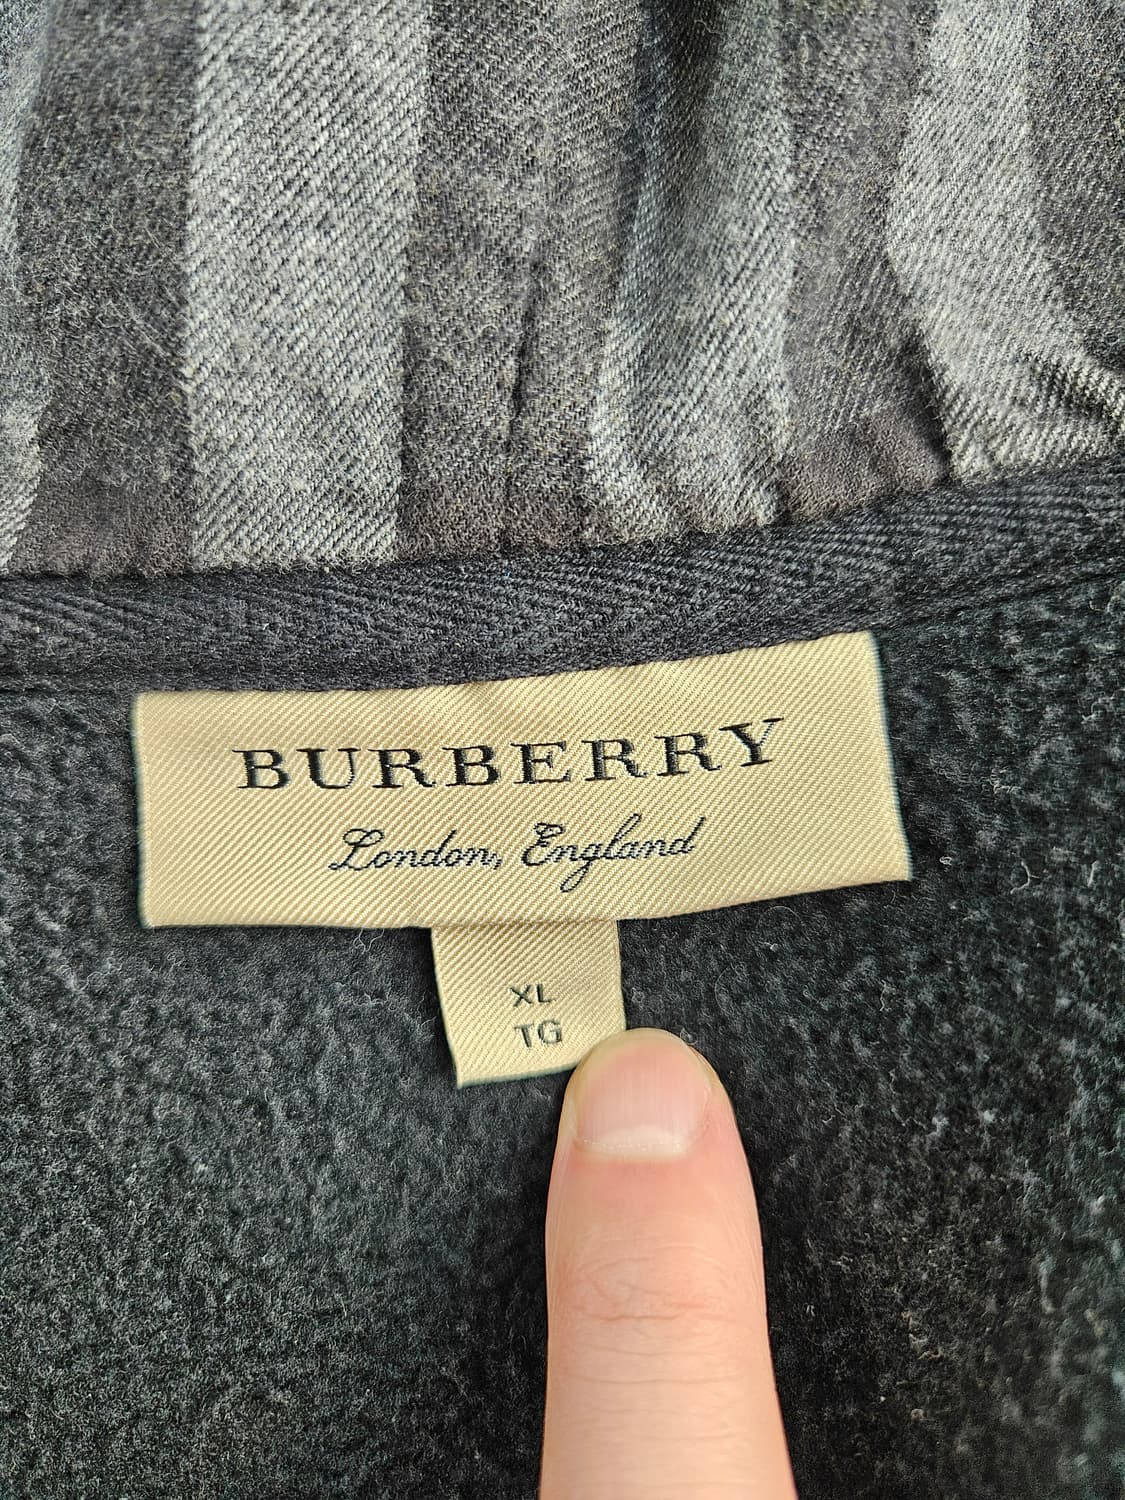 BURBERRY
London, England
XL
TG